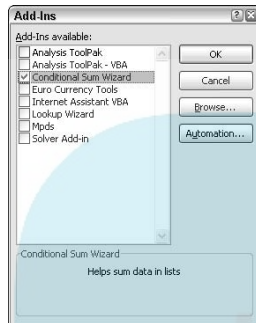 Add-Ins
Add-Ins available:
Analysis ToolPak
Analysis ToolPak - VBA
Conditional Sum Wizard
Euro Currency Tools
Internet Assistant VBA
Lookup Wizard
Mpds
Solver Add-in
OK
Cancel
Browse...
Automation...
Conditional Sum Wizard
Helps sum data in lists